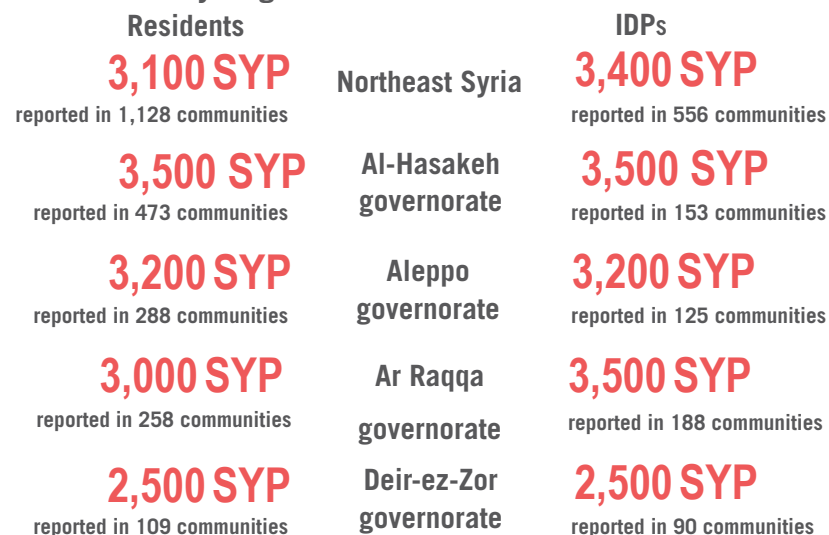 Residents IDPs
3,100 SYP Northeast Syria 3,400 SYP
reported in 1,128 communities reported in 556 communities
3,500 SYP Al-Hasakeh governorate 3,500 SYP
reported in 473 communities reported in 153 communities
3,200 SYP Aleppo governorate 3,200 SYP
reported in 288 communities reported in 125 communities
3,000 SYP Ar Raqqa governorate 3,500 SYP
reported in 258 communities reported in 188 communities
2,500 SYP Deir-ez-Zor governorate 2,500 SYP
reported in 109 communities reported in 90 communities